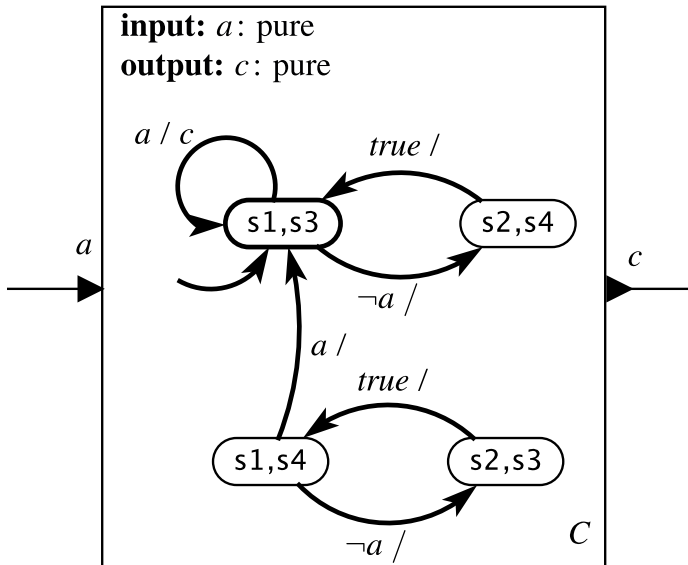 input: a: pure
output: c: pure
a / c
true /
s1,s3
s2,s4
a
c
¬a /
a /
true /
s1,s4
s2,s3
¬a /
C